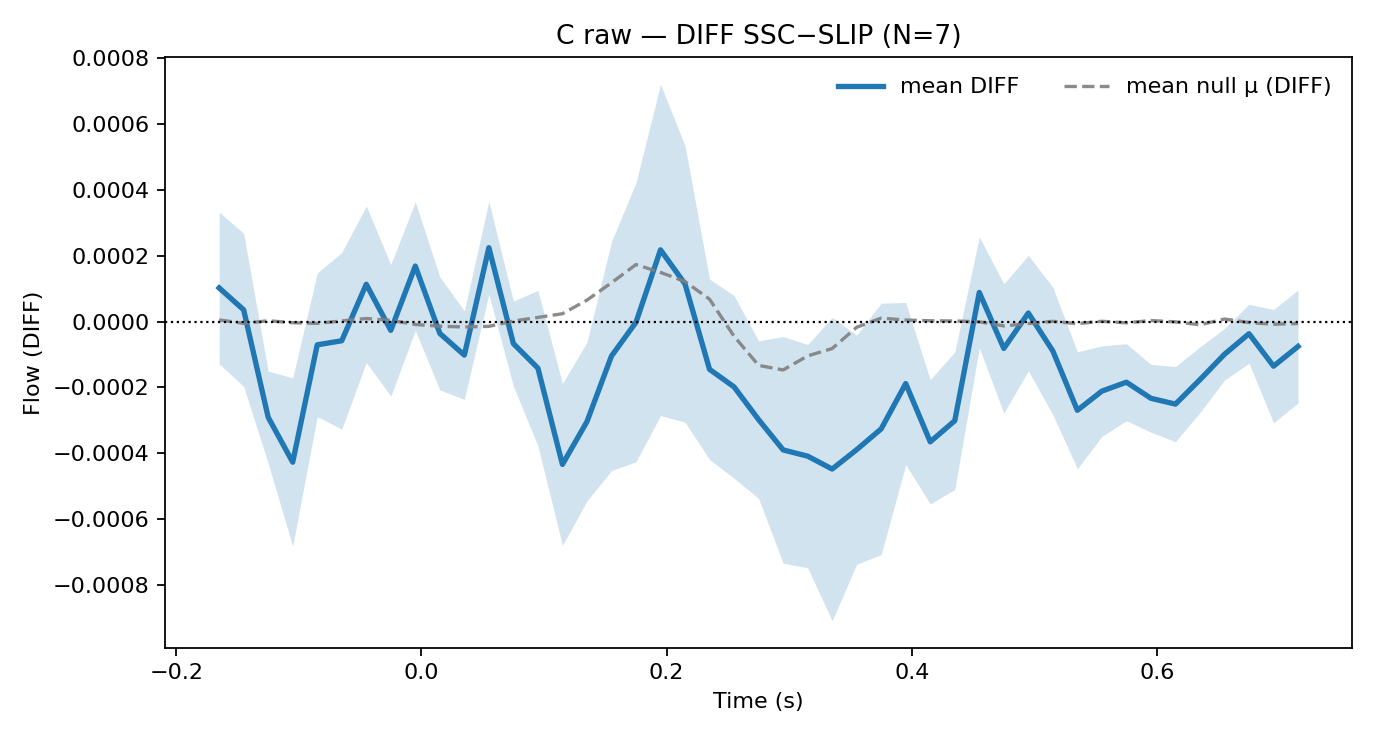 C raw — DIFF SSC−SLIP (N=7)
mean DIFF
mean null μ (DIFF)
Flow (DIFF)
0.0008
0.0006
0.0004
0.0002
0.0000
−0.0002
−0.0004
−0.0006
−0.0008
−0.2
0.0
0.2
0.4
0.6
Time (s)